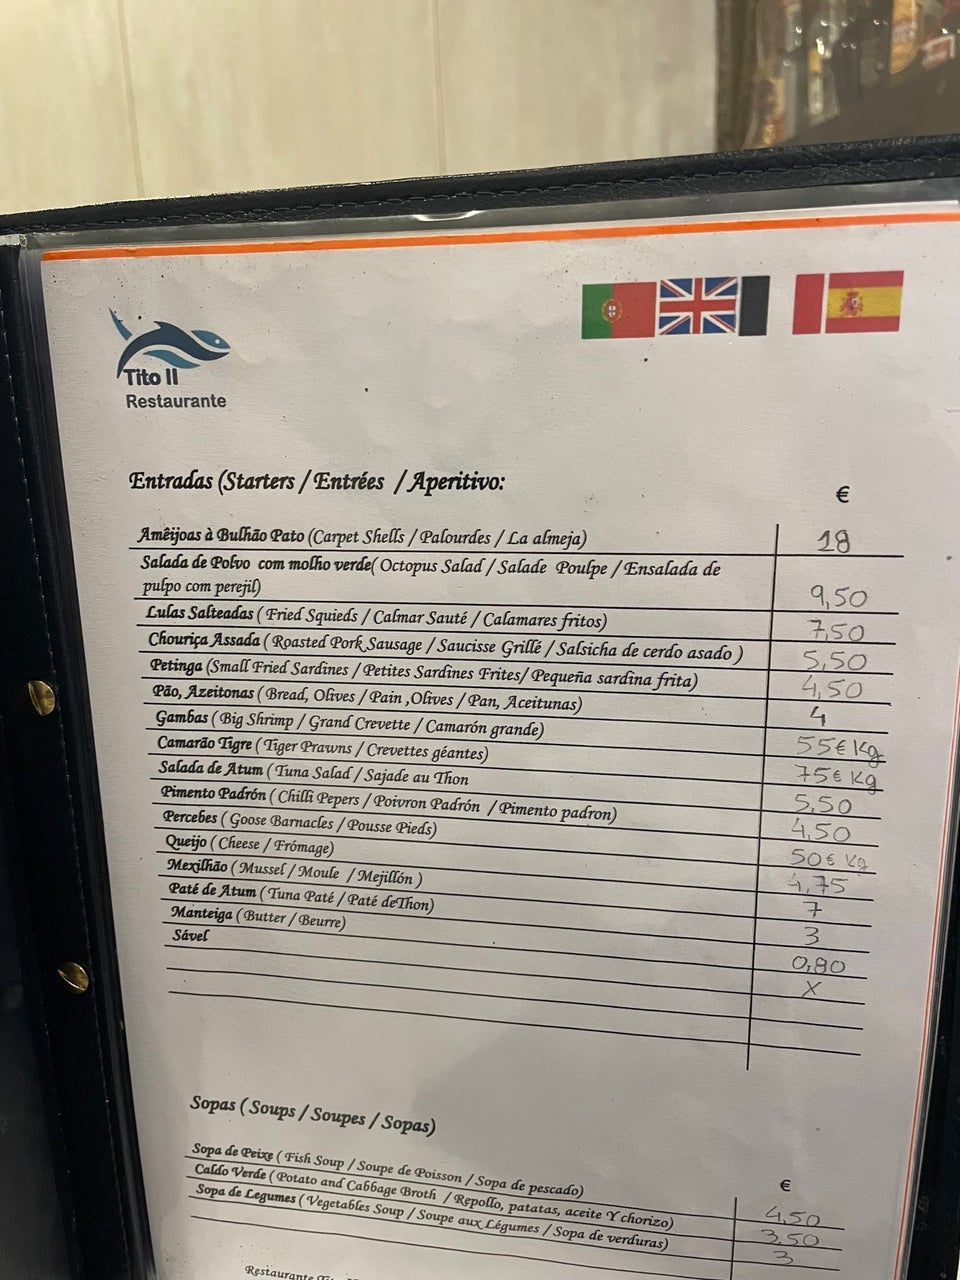 Tito II
Restaurante
Entradas (Starters / Entrées / Aperitivo:
€
Amêijoas à Bulhão Pato (Carpet Shells / Palourdes / La almeja) 18
Salada de Polvo com molho verde( Octopus Salad / Salade Poulpe / Ensalada de
pulpo com perejil) 9,50
Lulas Salteadas ( Fried Squieds / Calmar Sauté / Calamares fritos) 7,50
Chouriça Assada ( Roasted Pork Sausage / Saucisse Grillé / Salsicha de cerdo asado ) 5,50
Petinga (Small Fried Sardines / Petites Sardines Frites/ Pequeña sardina frita) 4,50
Pão, Azeitonas ( Bread, Olives / Pain ,Olives / Pan, Aceitunas) 4
Gambas ( Big Shrimp / Grand Crevette / Camarón grande) 55€ Kg
Camarão Tigre ( Tiger Prawns / Crevettes géantes) 75€ Kg
Salada de Atum ( Tuna Salad / Sajade au Thon 5,50
Pimento Padrón ( Chilli Pepers / Poivron Padrón / Pimento padron) 4,50
Percebes ( Goose Barnacles / Pousse Pieds) 50€ Kg
Queijo ( Cheese / Frómage) 4,75
Mexilhão ( Mussel / Moule / Mejillón ) 7
Paté de Atum ( Tuna Paté / Paté deThon) 3
Manteiga ( Butter / Beurre) 0,80
Sável X
Sopas ( Soups / Soupes / Sopas)
€
Sopa de Peixe ( Fish Soup / Soupe de Poisson / Sopa de pescado) 4,50
Caldo Verde ( Potato and Cabbage Broth / Repollo, patatas, aceite Y chorizo) 3,50
Sopa de Legumes ( Vegetables Soup / Soupe aux Légumes / Sopa de verduras) 3
Restaurante